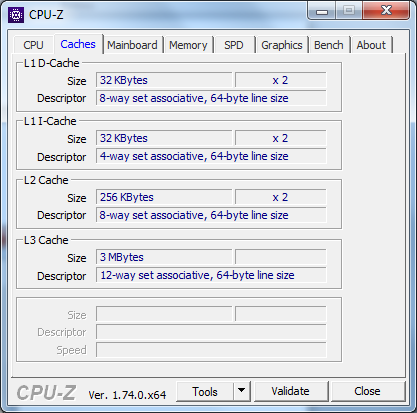 CPU-Z
CPU Caches Mainboard Memory SPD Graphics Bench About
L1 D-Cache
Size 32 KBytes x 2
Descriptor 8-way set associative, 64-byte line size
L1 I-Cache
Size 32 KBytes x 2
Descriptor 4-way set associative, 64-byte line size
L2 Cache
Size 256 KBytes x 2
Descriptor 8-way set associative, 64-byte line size
L3 Cache
Size 3 MBytes
Descriptor 12-way set associative, 64-byte line size
Size
Descriptor
Speed
CPU-Z Ver. 1.74.0.x64 Tools Validate Close